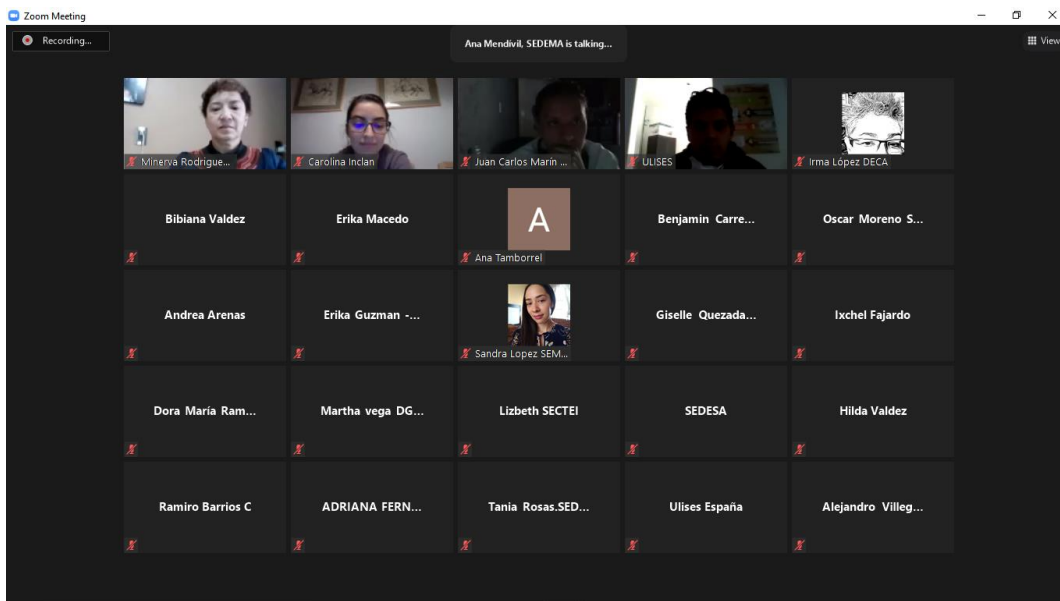 Zoom Meeting
Recording...
Ana Mendívil, SEDEMA is talking...
View
Minerva Rodrigue...
Carolina Inclan
Juan Carlos Marín ...
ULISES
Irma López DECA
Bibiana Valdez
Erika Macedo
A
Ana Tamborrel
Benjamin Carre...
Oscar Moreno S...
Andrea Arenas
Erika Guzman -...
Sandra Lopez SEM...
Giselle Quezada...
Ixchel Fajardo
Dora María Ram...
Martha vega DG...
Lizbeth SECTEI
SEDESA
Hilda Valdez
Ramiro Barrios C
ADRIANA FERN...
Tania Rosas.SED...
Ulises España
Alejandro Villeg...